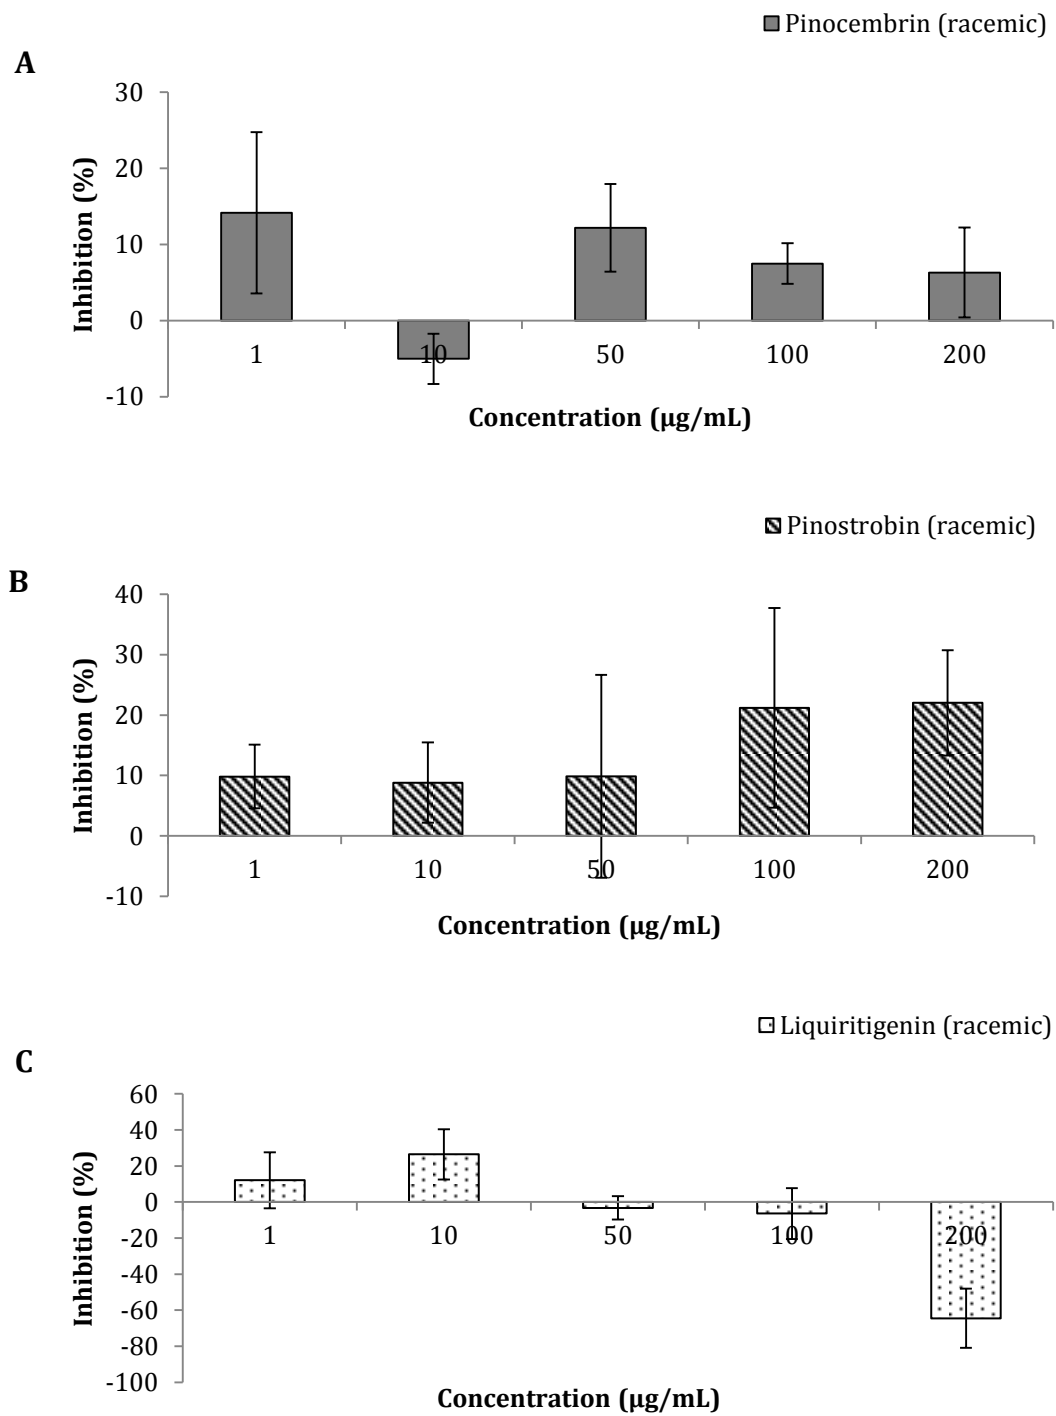 Pinocembrin (racemic)
A
30
20
10
0
-10
Inhibition (%)
1 10 50 100 200
Concentration (µg/mL)
Pinostrobin (racemic)
B
40
30
20
10
0
-10
Inhibition (%)
1 10 50 100 200
Concentration (µg/mL)
Liquiritigenin (racemic)
C
60
40
20
0
-20
-40
-60
-80
-100
Inhibition (%)
1 10 50 100 200
Concentration (µg/mL)